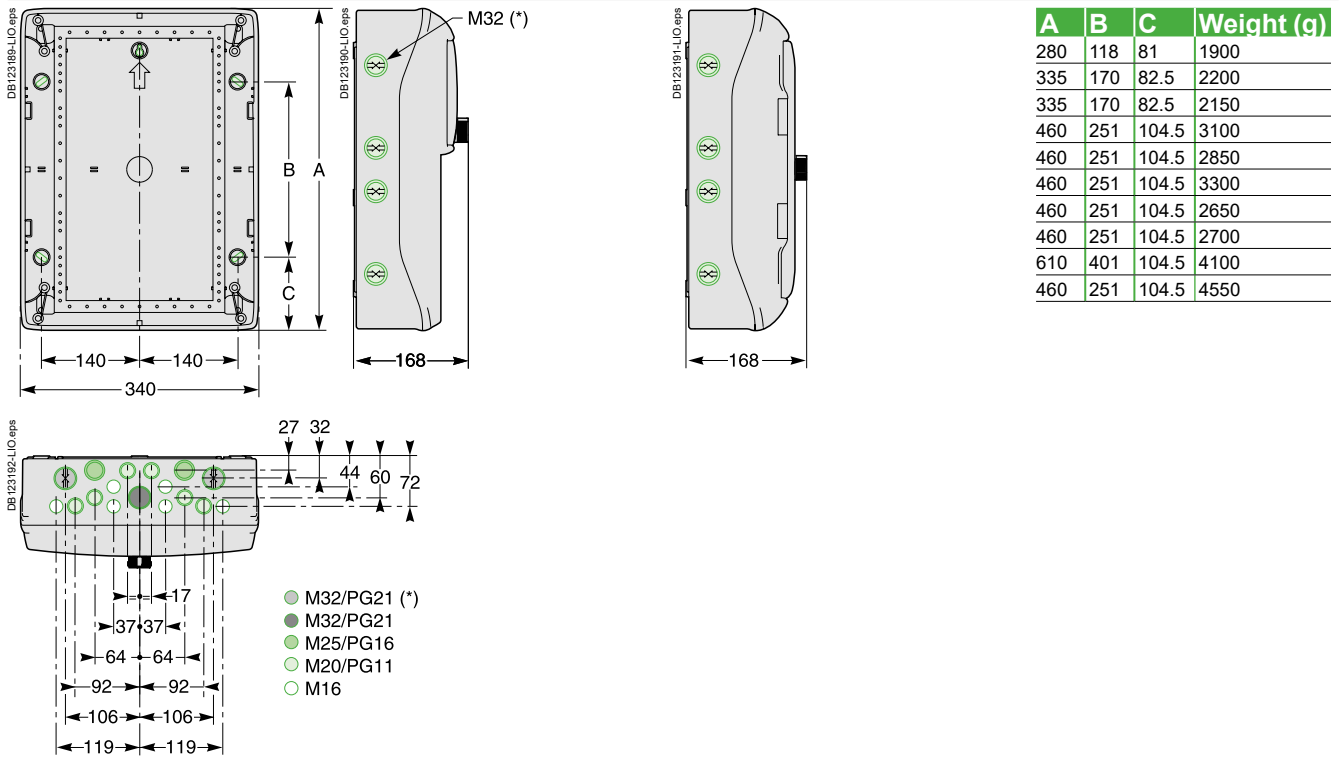 DB123189-LIO.eps
B
A
C
140
140
340
DB123190-LIO.eps
M32 (*)
168
DB123191-LIO.eps
168
A B C Weight (g)
280 118 81 1900
335 170 82.5 2200
335 170 82.5 2150
460 251 104.5 3100
460 251 104.5 2850
460 251 104.5 3300
460 251 104.5 2650
460 251 104.5 2700
610 401 104.5 4100
460 251 104.5 4550
DB123192-LIO.eps
27 32
44 60 72
17
37 37
64 64
92 92
106 106
119 119
M32/PG21 (*)
M32/PG21
M25/PG16
M20/PG11
M16